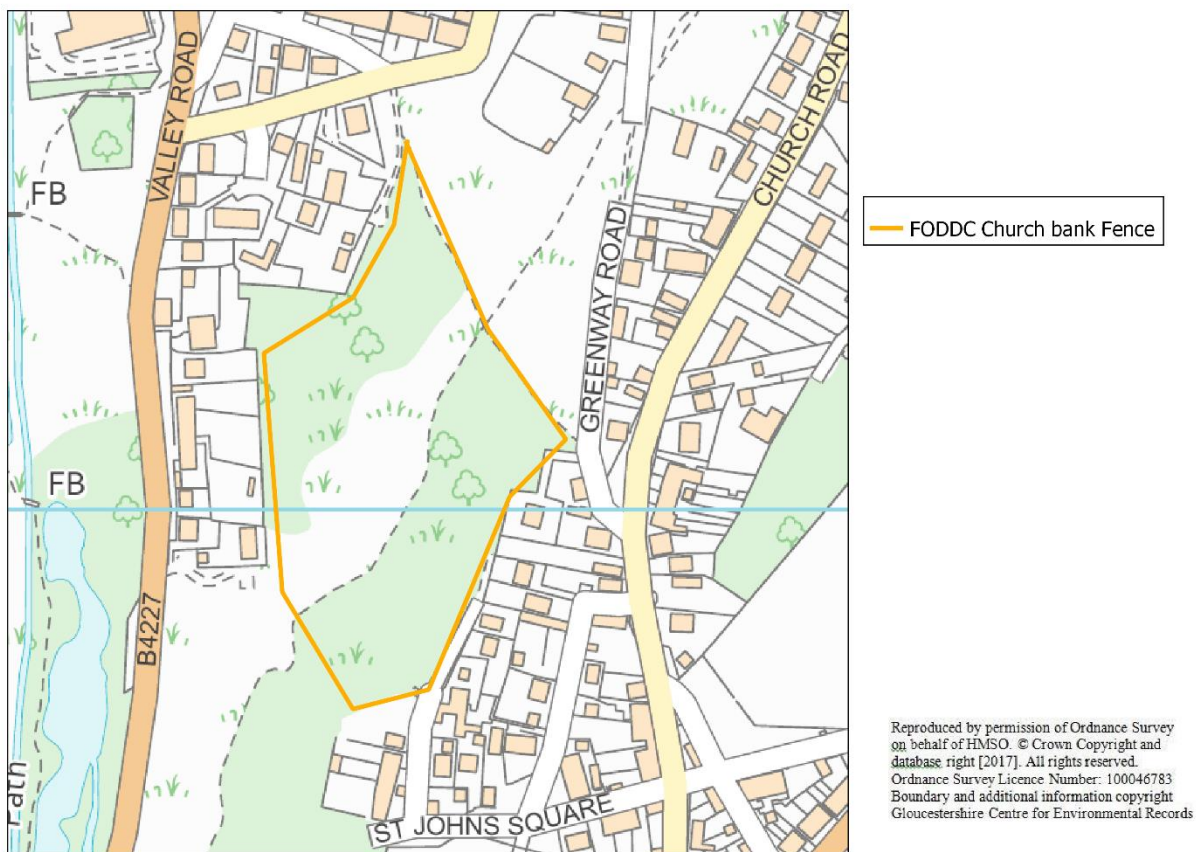 VALLEY ROAD
CHURCH ROAD
FB
GREENWAY ROAD
FB
B4227
Path
ST JOHNS SQUARE
FODDC Church bank Fence
Reproduced by permission of Ordnance Survey
on behalf of HMSO. © Crown Copyright and
database right [2017]. All rights reserved.
Ordnance Survey Licence Number: 100046783
Boundary and additional information copyright
Gloucestershire Centre for Environmental Records